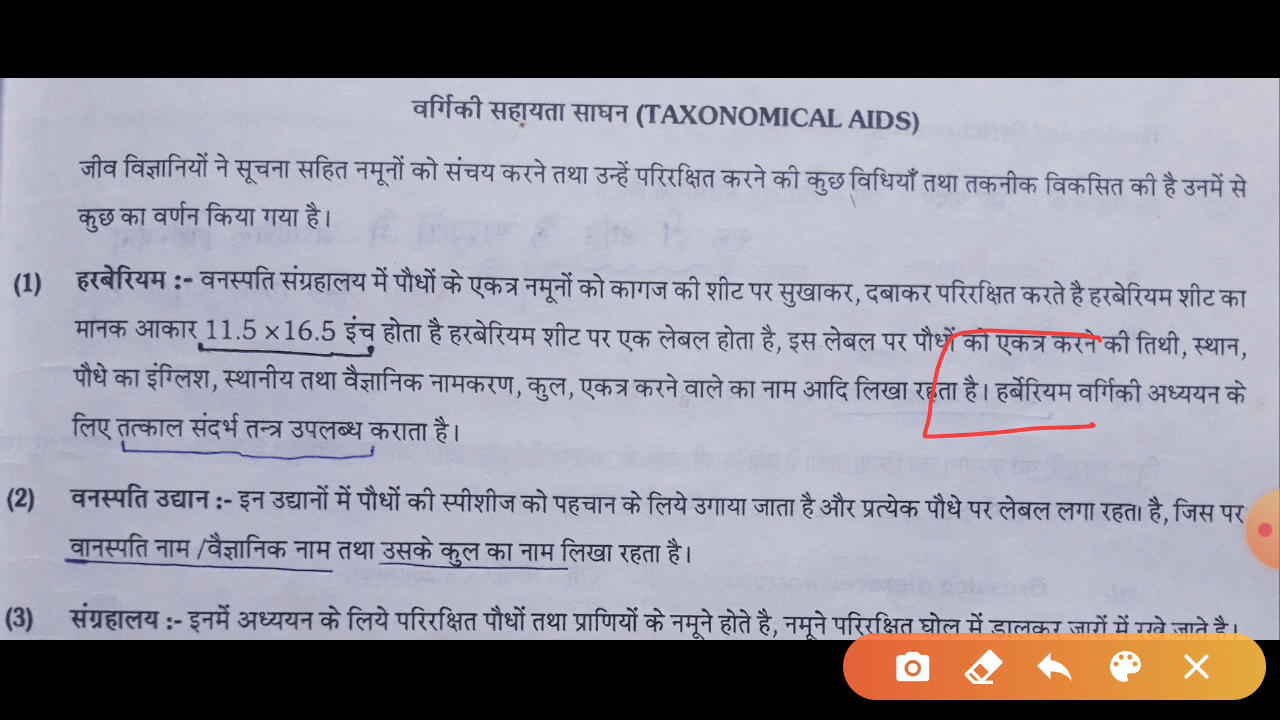 वर्गिकी सहायता साघन (TAXONOMICAL AIDS)
जीव विज्ञानियों ने सूचना सहित नमूनों को संचय करने तथा उन्हें परिरक्षित करने की कुछ विधियाँ तथा तकनीक विकसित की है उनमें से
कुछ का वर्णन किया गया है।
(1) हरबेरियम :- वनस्पति संग्रहालय में पौधों के एकत्र नमूनों को कागज की शीट पर सुखाकर, दबाकर परिरक्षित करते है हरबेरियम शीट का
मानक आकार 11.5 ×16.5 इंच होता है हरबेरियम शीट पर एक लेबल होता है, इस लेबल पर पौधों को एकत्र करने की तिथी, स्थान,
पौधे का इंग्लिश, स्थानीय तथा वैज्ञानिक नामकरण, कुल, एकत्र करने वाले का नाम आदि लिखा रहता है। हर्बेरियम वर्गिकी अध्ययन के
लिए तत्काल संदर्भ तन्त्र उपलब्ध कराता है।
(2) वनस्पति उद्यान :- इन उद्यानों में पौधों की स्पीशीज को पहचान के लिये उगाया जाता है और प्रत्येक पौधे पर लेबल लगा रहता है, जिस पर
वानस्पति नाम /वैज्ञानिक नाम तथा उसके कुल का नाम लिखा रहता है।
(3) संग्रहालय :- इनमें अध्ययन के लिये परिरक्षित पौधों तथा प्राणियों के नमूने होते है, नमूने परिरक्षित घोल में डालकर जारों में रखे जाते है।